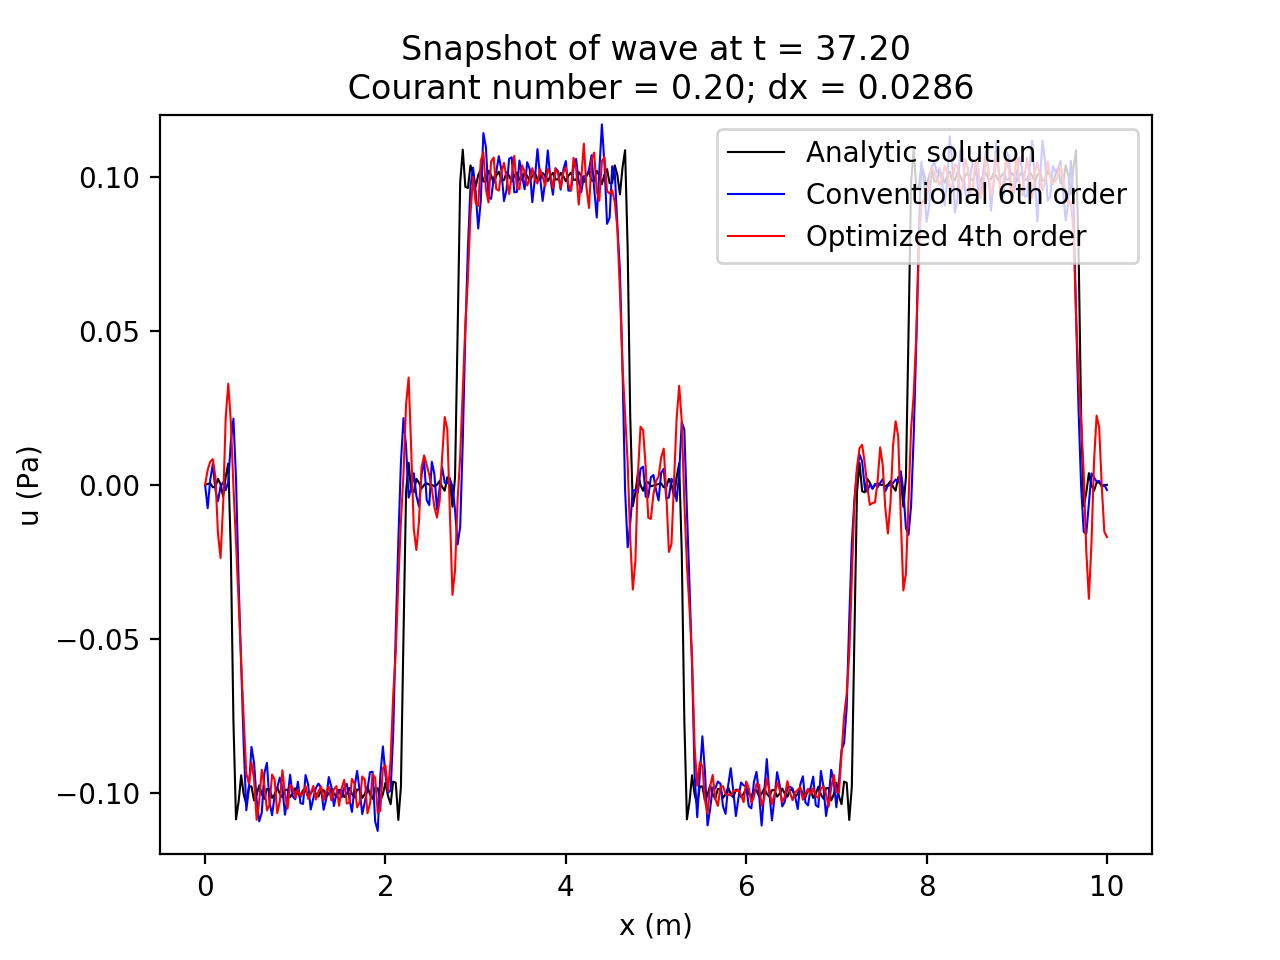 Snapshot of wave at t = 37.20
Courant number = 0.20; dx = 0.0286
Analytic solution
Conventional 6th order
Optimized 4th order
0.10
0.05
0.00
−0.05
−0.10
u (Pa)
0 2 4 6 8 10
x (m)